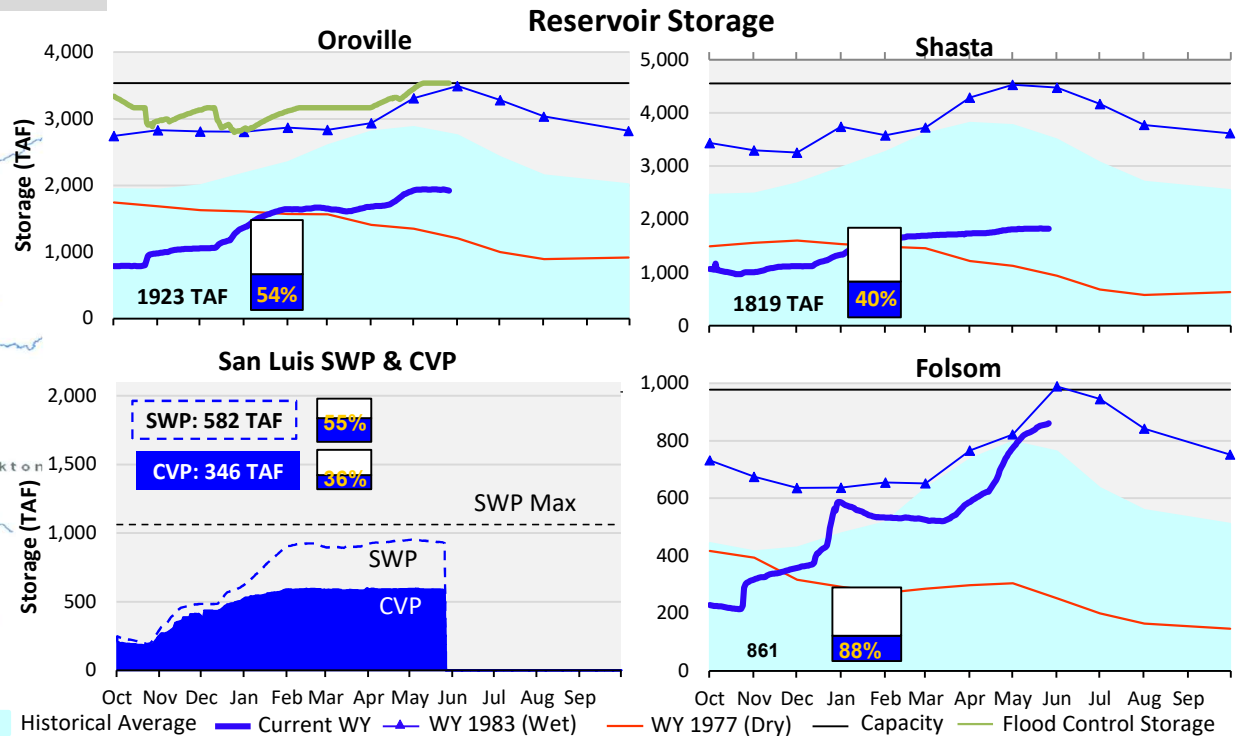 Reservoir Storage
Oroville
4,000
3,000
2,000
1,000
0
Storage (TAF)
1923 TAF
54%
Shasta
5,000
4,000
3,000
2,000
1,000
0
1819 TAF
40%
San Luis SWP & CVP
2,000
1,500
1,000
500
0
Storage (TAF)
SWP: 582 TAF
55%
CVP: 346 TAF
36%
SWP Max
SWP
CVP
Oct Nov Dec Jan Feb Mar Apr May Jun Jul Aug Sep
Folsom
1,000
800
600
400
200
0
861
88%
Oct Nov Dec Jan Feb Mar Apr May Jun Jul Aug Sep
kton
Historical Average Current WY WY 1983 (Wet) WY 1977 (Dry) Capacity Flood Control Storage